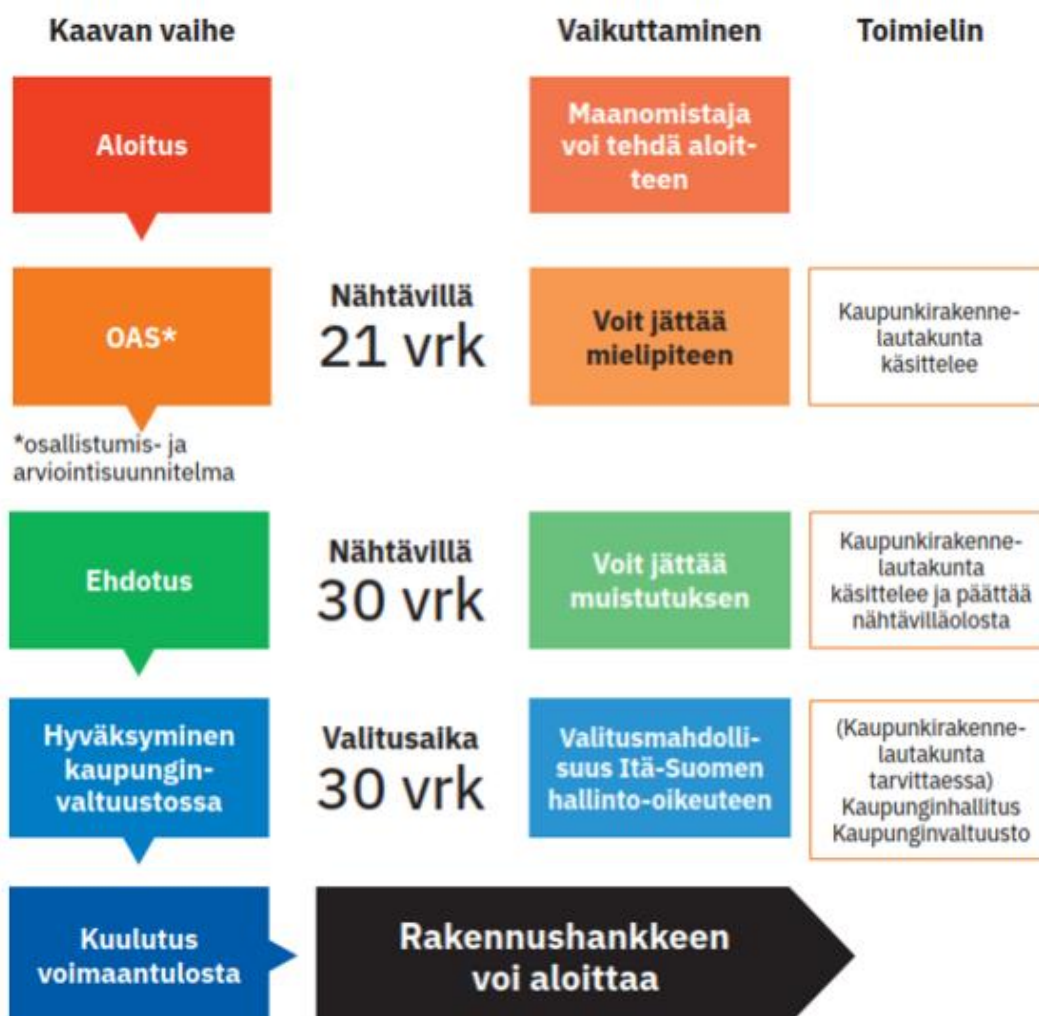 Kaavan vaihe
Vaikuttaminen
Toimielin
Aloitus
Maanomistaja
voi tehdä aloit-
teen
OAS*
Nähtävillä
21 vrk
Voit jättää
mielipiteen
Kaupunkirakenne-
lautakunta
käsittelee
*osallistumis- ja
arviointisuunnitelma
Ehdotus
Nähtävillä
30 vrk
Voit jättää
muistutuksen
Kaupunkirakenne-
lautakunta
käsittelee ja päättää
nähtävilläolosta
Hyväksyminen
kaupungin-
valtuustossa
Valitusaika
30 vrk
Valitusmahdolli-
suus Itä-Suomen
hallinto-oikeuteen
(Kaupunkirakenne-
lautakunta
tarvittaessa)
Kaupunginhallitus
Kaupunginvaltuusto
Kuulutus
voimaantulosta
Rakennushankkeen
voi aloittaa